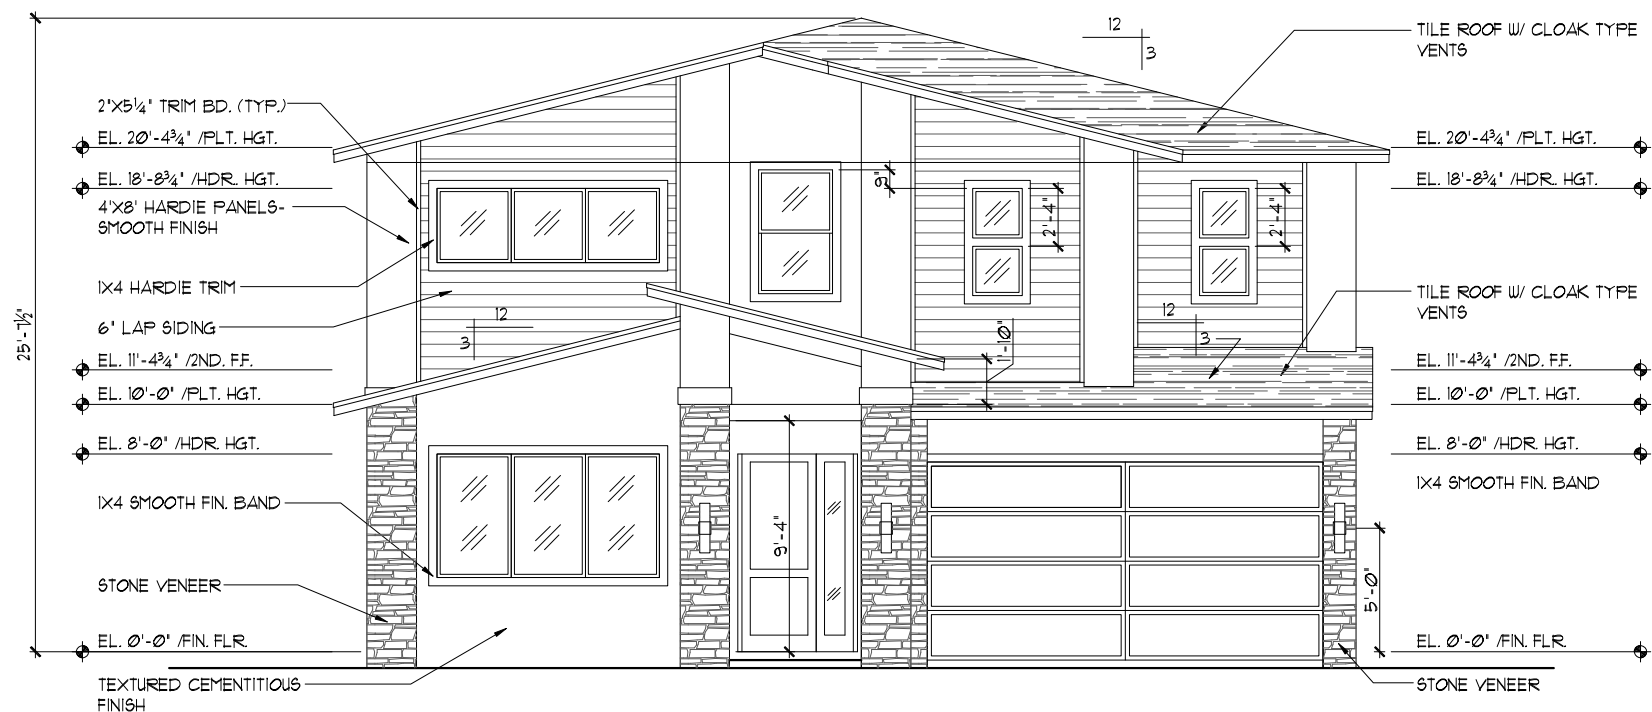 12
3
TILE ROOF W/ CLOAK TYPE
VENTS
2"X5¼" TRIM BD. (TYP.)
EL. 20'-4¾" /PLT. HGT.
EL. 20'-4¾" /PLT. HGT.
EL. 18'-8¾" /HDR. HGT.
9"
EL. 18'-8¾" /HDR. HGT.
4'X8' HARDIE PANELS-
SMOOTH FINISH
2'-4"
2'-4"
1X4 HARDIE TRIM
TILE ROOF W/ CLOAK TYPE
VENTS
6" LAP SIDING
12
3
12
3
25'-7½"
1'-10"
EL. 11'-4¾" /2ND. F.F.
EL. 11'-4¾" /2ND. F.F.
EL. 10'-0" /PLT. HGT.
EL. 10'-0" /PLT. HGT.
EL. 8'-0" /HDR. HGT.
EL. 8'-0" /HDR. HGT.
1X4 SMOOTH FIN. BAND
1X4 SMOOTH FIN. BAND
9'-4"
STONE VENEER
5'-0"
EL. 0'-0" /FIN. FLR.
EL. 0'-0" /FIN. FLR.
TEXTURED CEMENTITIOUS
FINISH
STONE VENEER